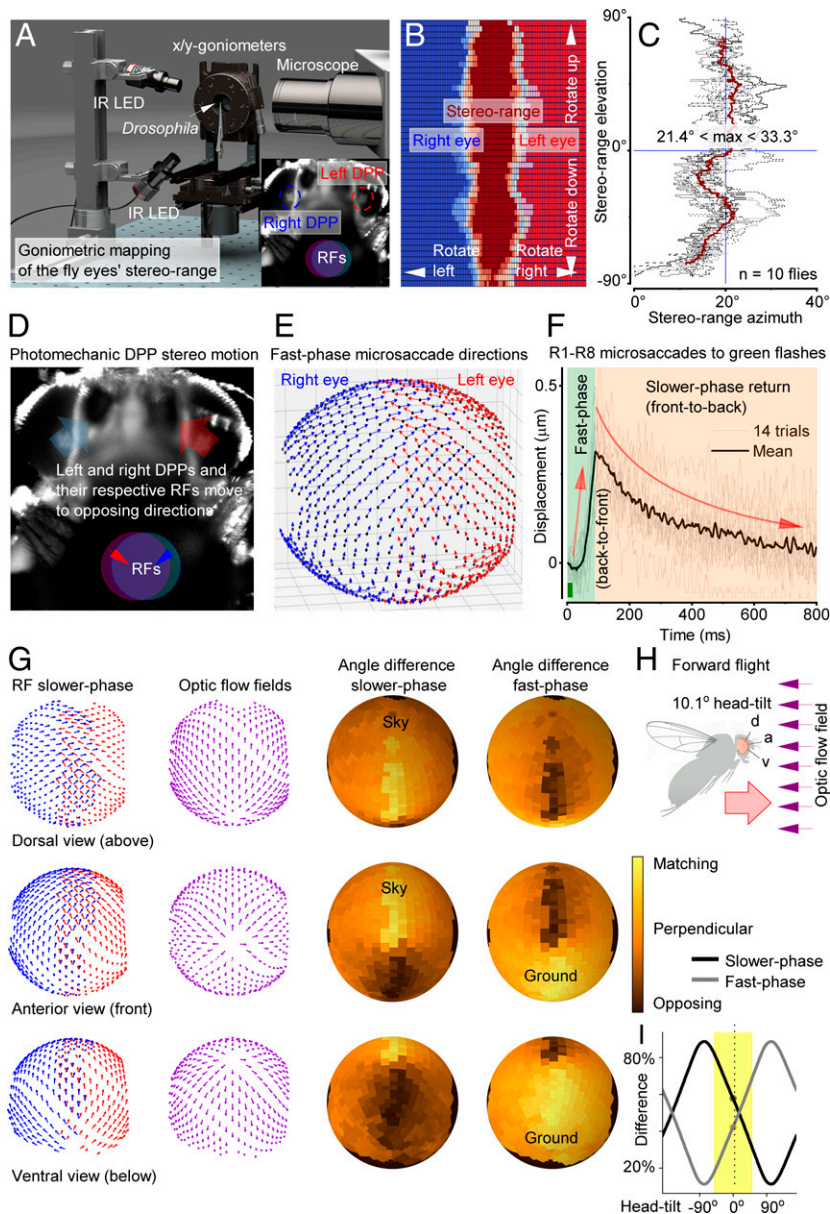 A
x/y-goniometers
Microscope
IR LED
Drosophila
IR LED
Left DPP
Right DPP
RFs
Goniometric mapping
of the fly eyes' stereo-range
B
Stereo-range
Right eye
Left eye
Rotate up
Rotate down
Rotate
left
Rotate
right
C
90°
0°
-90°
Stereo-range elevation
21.4° < max < 33.3°
n = 10 flies
0°
20°
40°
Stereo-range azimuth
D
Photomechanic DPP stereo motion
Left and right DPPs and
their respective RFs move
to opposing directions
RFs
E
Fast-phase microsaccade directions
Right eye
Left eye
F
R1-R8 microsaccades to green flashes
0.5
0
Displacement (µm)
Fast-phase
(back-to-front)
Slower-phase return
(front-to-back)
14 trials
Mean
0
200
400
600
800
Time (ms)
G
RF slower-phase
Optic flow fields
Angle difference
slower-phase
Angle difference
fast-phase
Sky
Dorsal view (above)
Sky
Ground
Anterior view (front)
Ground
Ventral view (below)
H
Forward flight
10.1° head-tilt
d
a
v
Optic flow field
Matching
Perpendicular
Opposing
Slower-phase
Fast-phase
I
80%
20%
Difference
Head-tilt
-90°
0°
90°